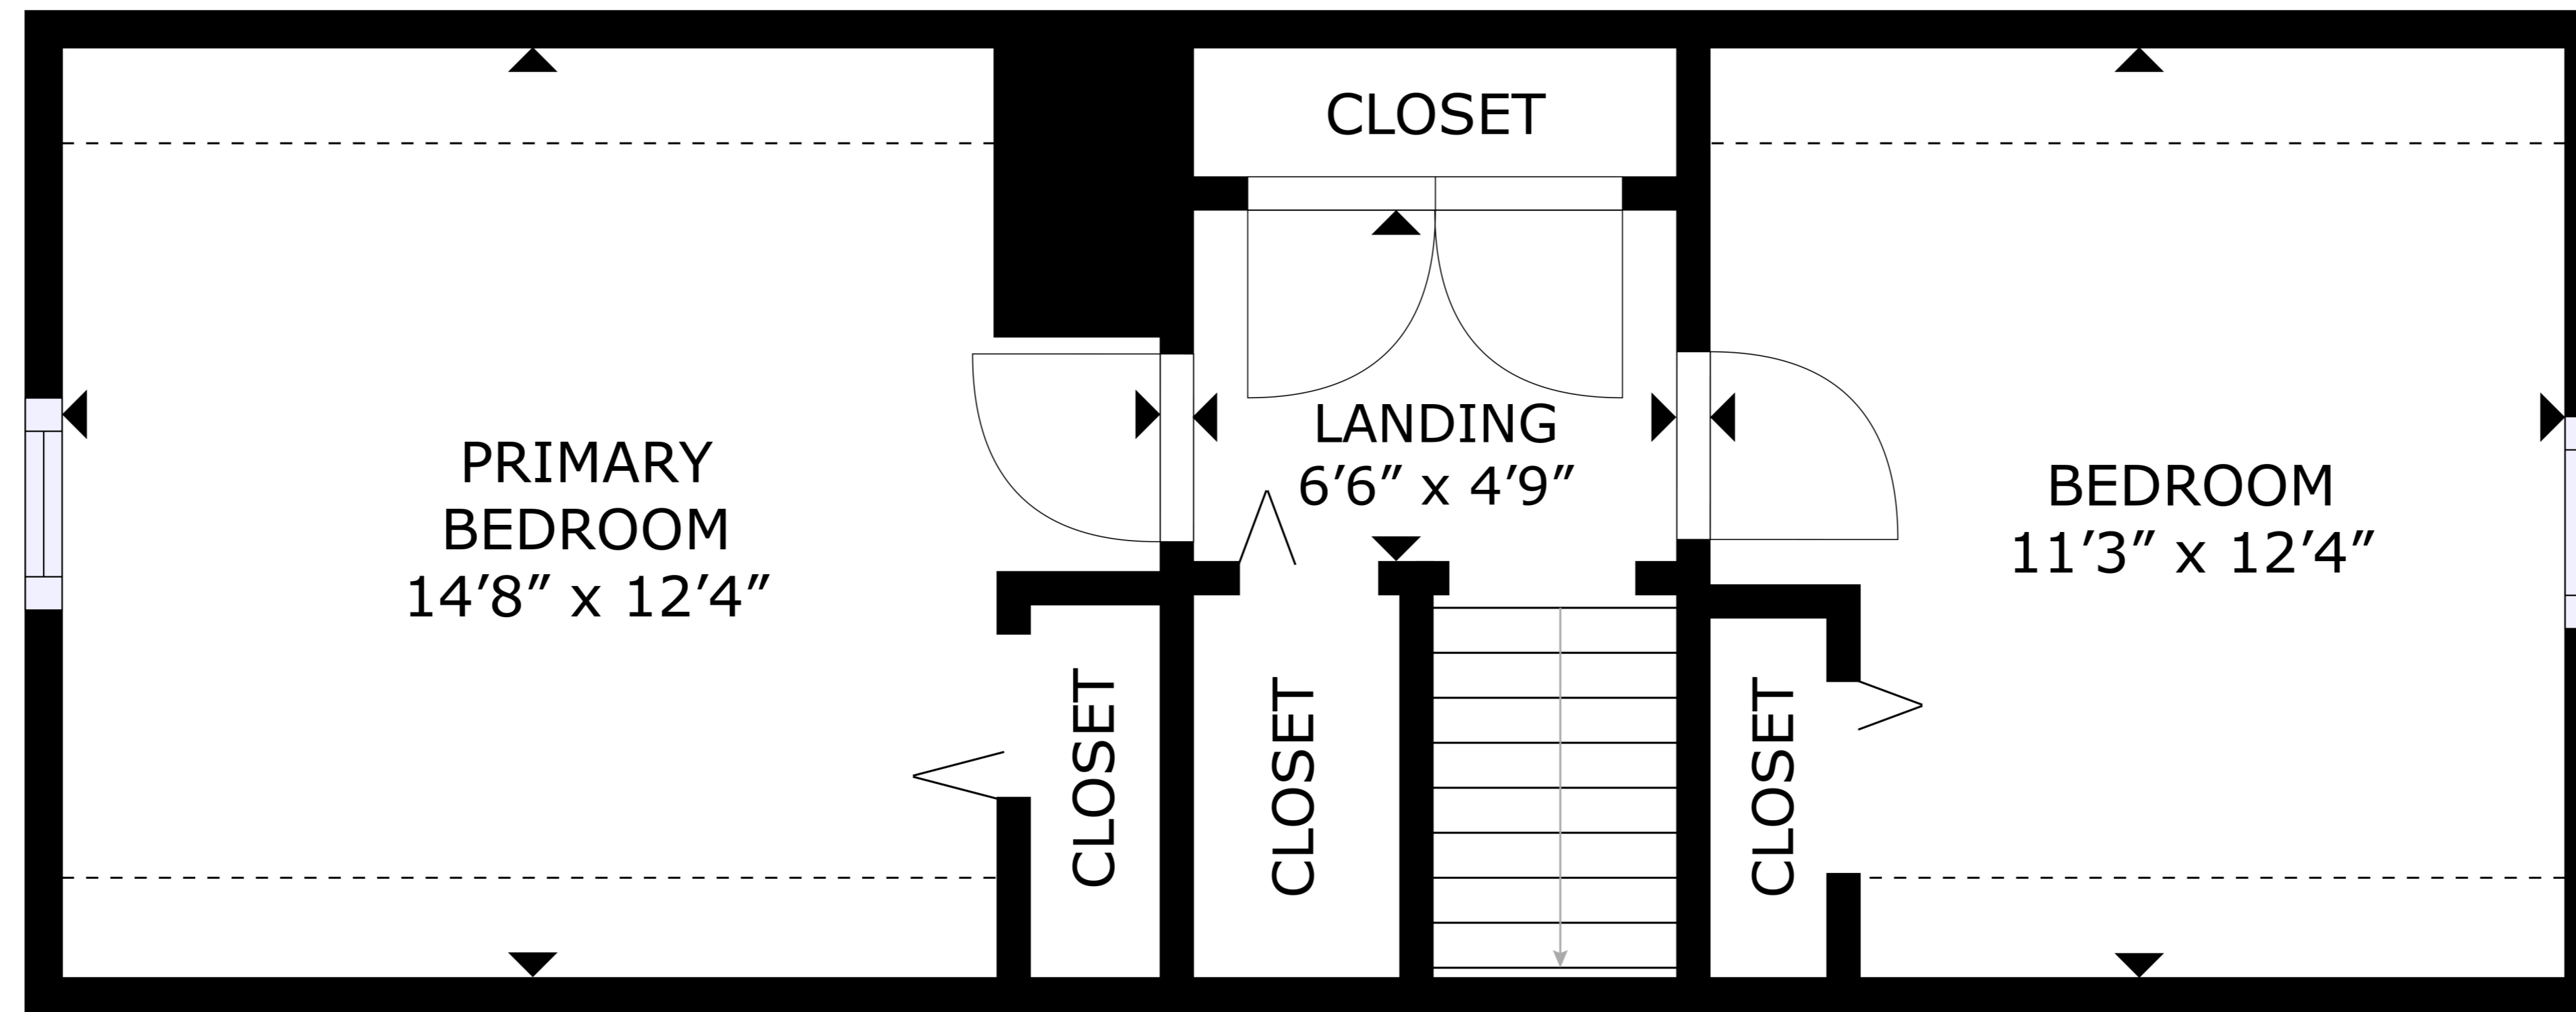 CLOSET
PRIMARY
BEDROOM
14’8” x 12’4”
LANDING
6’6” x 4’9”
BEDROOM
11’3” x 12’4”
CLOSET
CLOSET
CLOSET